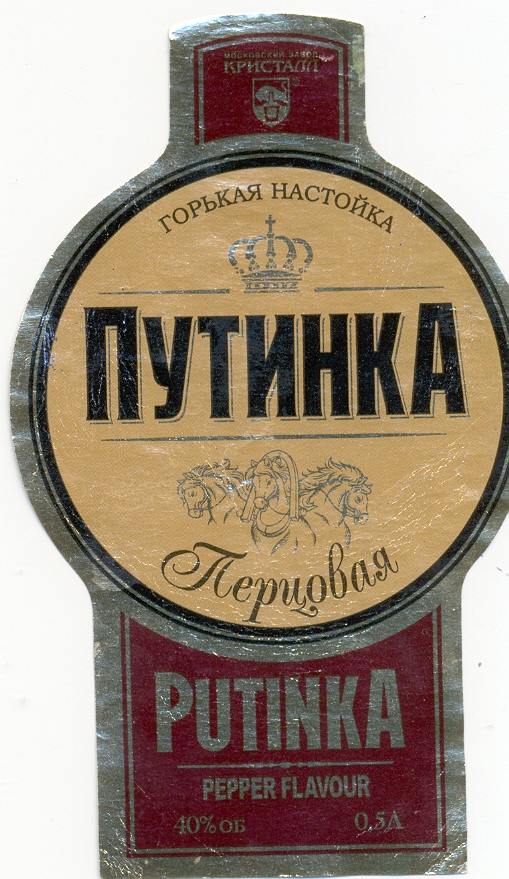 МОСКОВСКИЙ ЗАВОД
КРИСТАЛЛ
ГОРЬКАЯ НАСТОЙКА
ПУТИНКА
Перцовая
PUTINKA
PEPPER FLAVOUR
40% ОБ 0,5Л